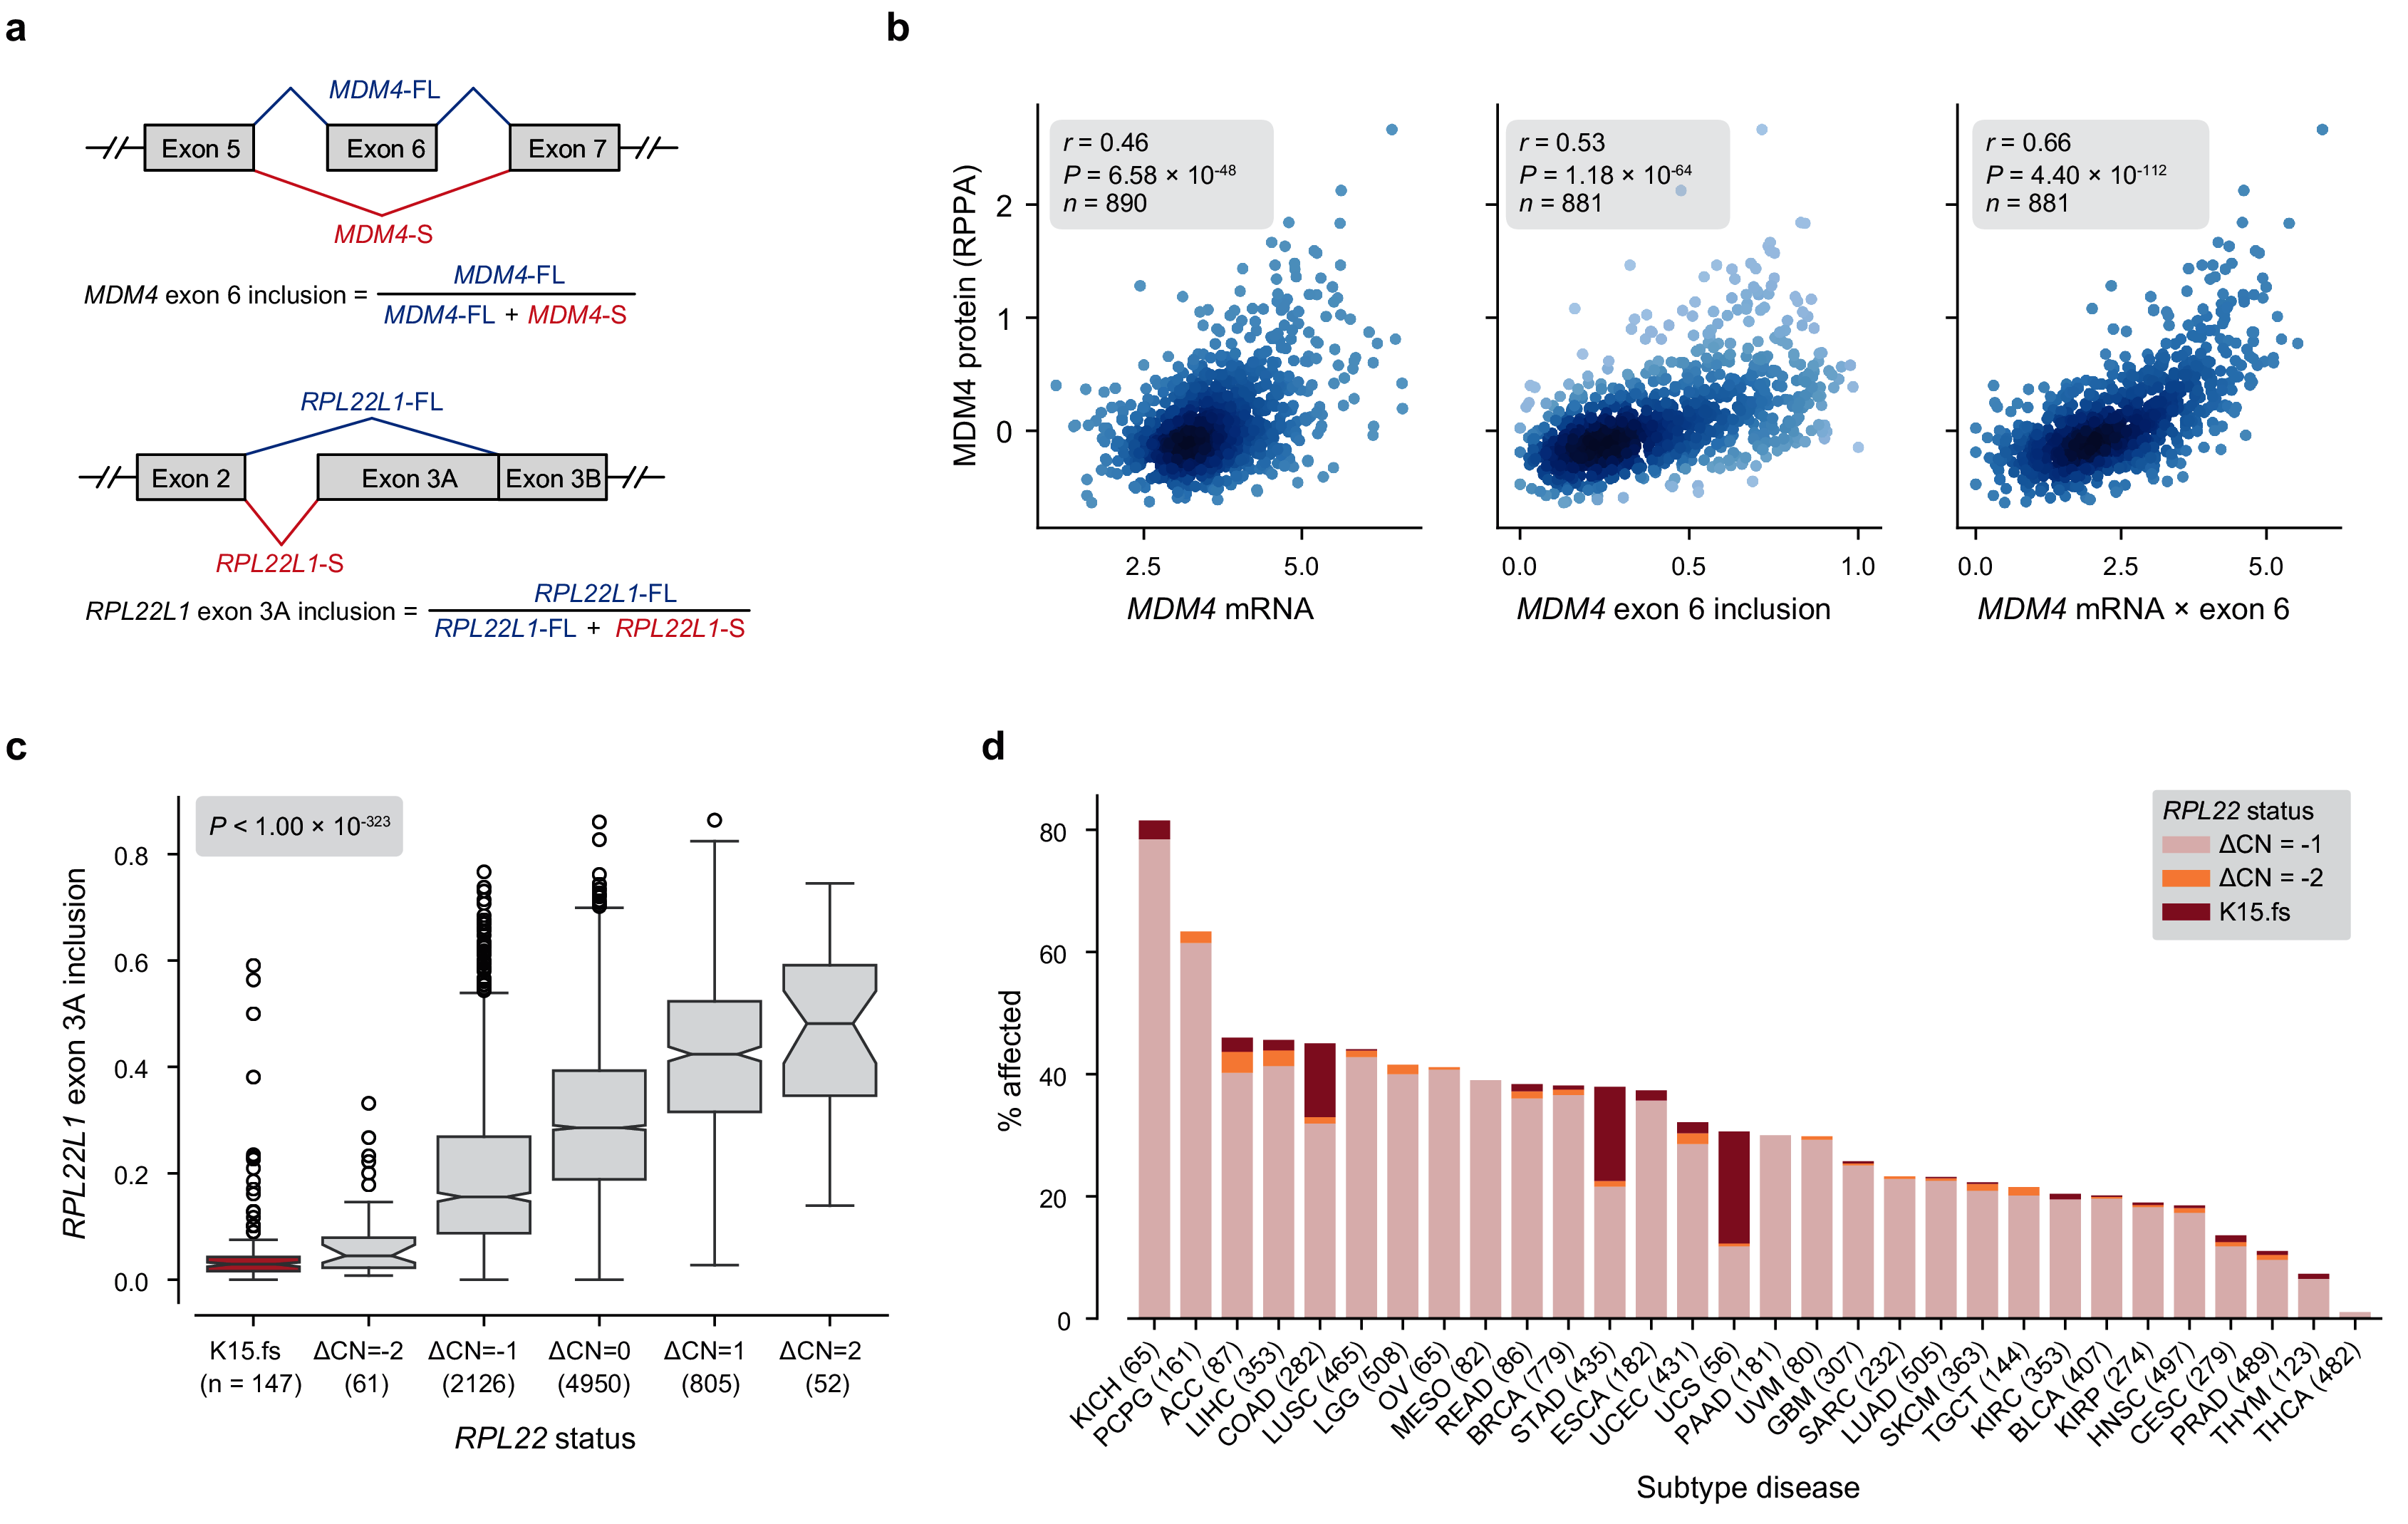 a
MDM4-FL
Exon 5
Exon 6
Exon 7
MDM4-S
MDM4 exon 6 inclusion = MDM4-FL
MDM4-FL + MDM4-S
RPL22L1-FL
Exon 2
Exon 3A
Exon 3B
RPL22L1-S
RPL22L1 exon 3A inclusion = RPL22L1-FL
RPL22L1-FL + RPL22L1-S
b
MDM4 protein (RPPA)
2
1
0
r = 0.46
P = 6.58 × 10-48
n = 890
2.5 5.0
MDM4 mRNA
r = 0.53
P = 1.18 × 10-64
n = 881
0.0 0.5 1.0
MDM4 exon 6 inclusion
r = 0.66
P = 4.40 × 10-112
n = 881
0.0 2.5 5.0
MDM4 mRNA × exon 6
c
P < 1.00 × 10-323
RPL22L1 exon 3A inclusion
0.8
0.6
0.4
0.2
0.0
K15.fs ΔCN=-2 ΔCN=-1 ΔCN=0 ΔCN=1 ΔCN=2
(n = 147) (61) (2126) (4950) (805) (52)
RPL22 status
d
% affected
80
60
40
20
0
RPL22 status
ΔCN = -1
ΔCN = -2
K15.fs
KICH (65)
PCPG (161)
ACC (87)
LIHC (353)
COAD (282)
LUSC (465)
LGG (508)
OV (65)
MESO (82)
READ (86)
BRCA (779)
STAD (435)
ESCA (182)
UCEC (431)
UCS (56)
PAAD (181)
UVM (80)
GBM (307)
SARC (232)
LUAD (505)
SKCM (363)
TGCT (144)
KIRC (353)
BLCA (407)
KIRP (274)
HNSC (497)
CESC (279)
PRAD (489)
THYM (123)
THCA (482)
Subtype disease